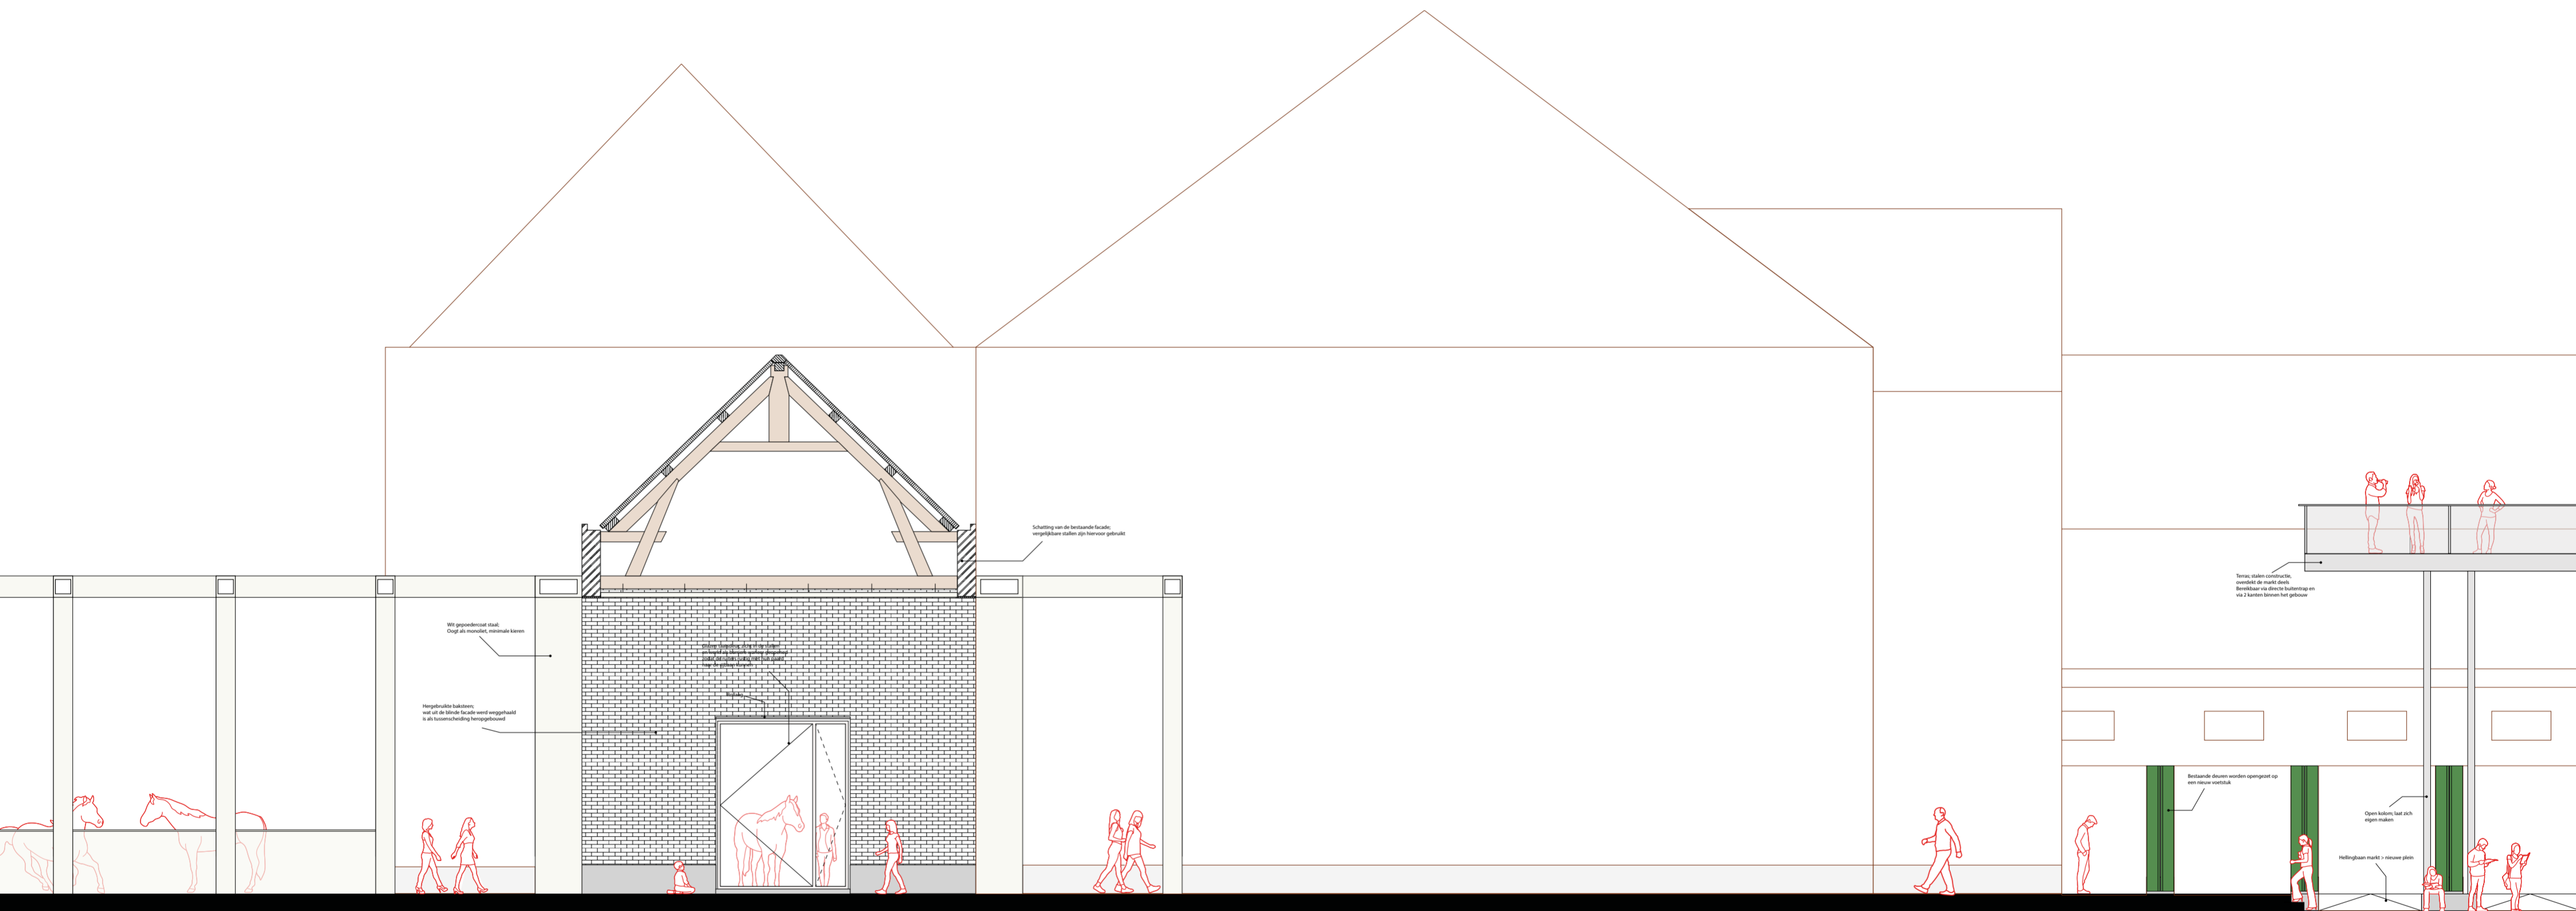 Schatting van de bestaande facade;
vergelijkbare stallen zijn hiervoor gebruikt
Wit gepoedercoat staal;
Oogt als monoliet, minimale kieren
Hergebruikte baksteen;
wat uit de blinde facade werd weggehaald
is als tussenscheiding heropgebouwd
Terras; stalen constructie,
overdekt de markt deels
Bereikbaar via directe buitentrap en
via 2 kanten binnen het gebouw
Bestaande deuren worden opengezet op
een nieuw voetstuk
Open kolom; laat zich
eigen maken
Hellingbaan markt > nieuwe plein